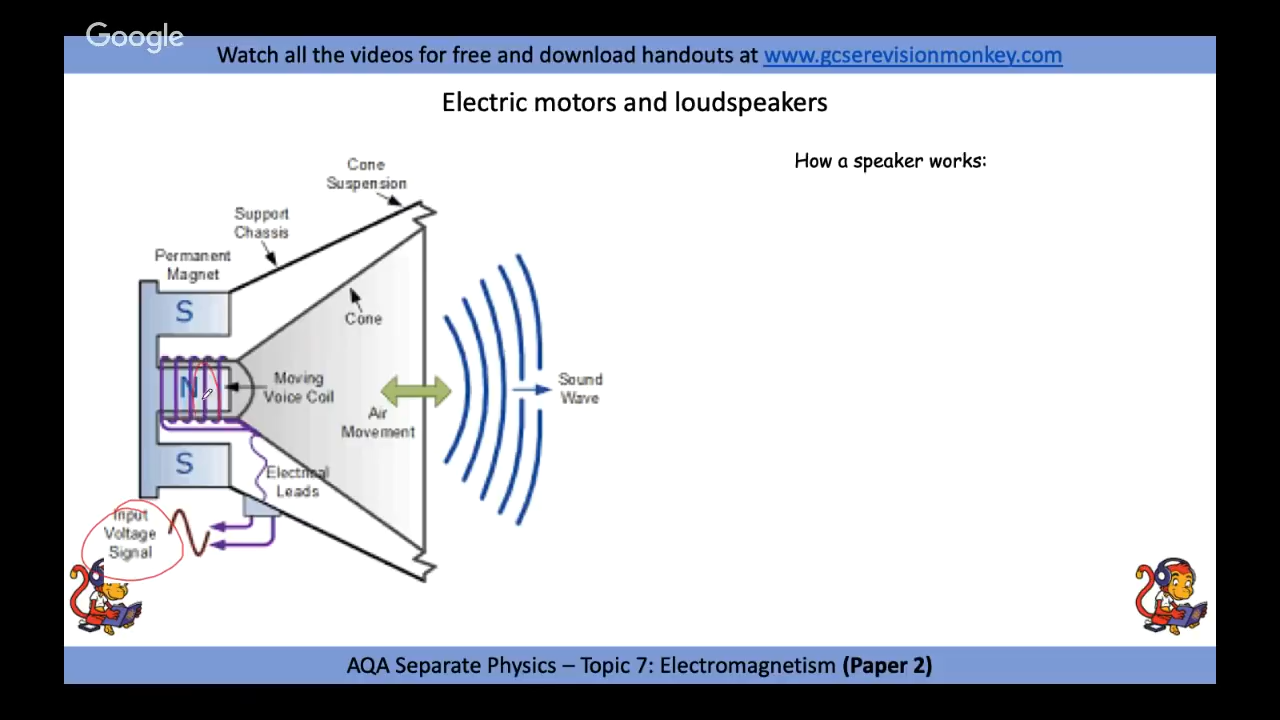 Google
Watch all the videos for free and download handouts at www.gcserevisionmonkey.com
Electric motors and loudspeakers
How a speaker works:
Cone
Suspension
Support
Chassis
Permanent
Magnet
S
Cone
N
Moving
Voice Coil
Sound
Wave
Air
Movement
S
Electrical
Leads
Input
Voltage
Signal
AQA Separate Physics – Topic 7: Electromagnetism (Paper 2)